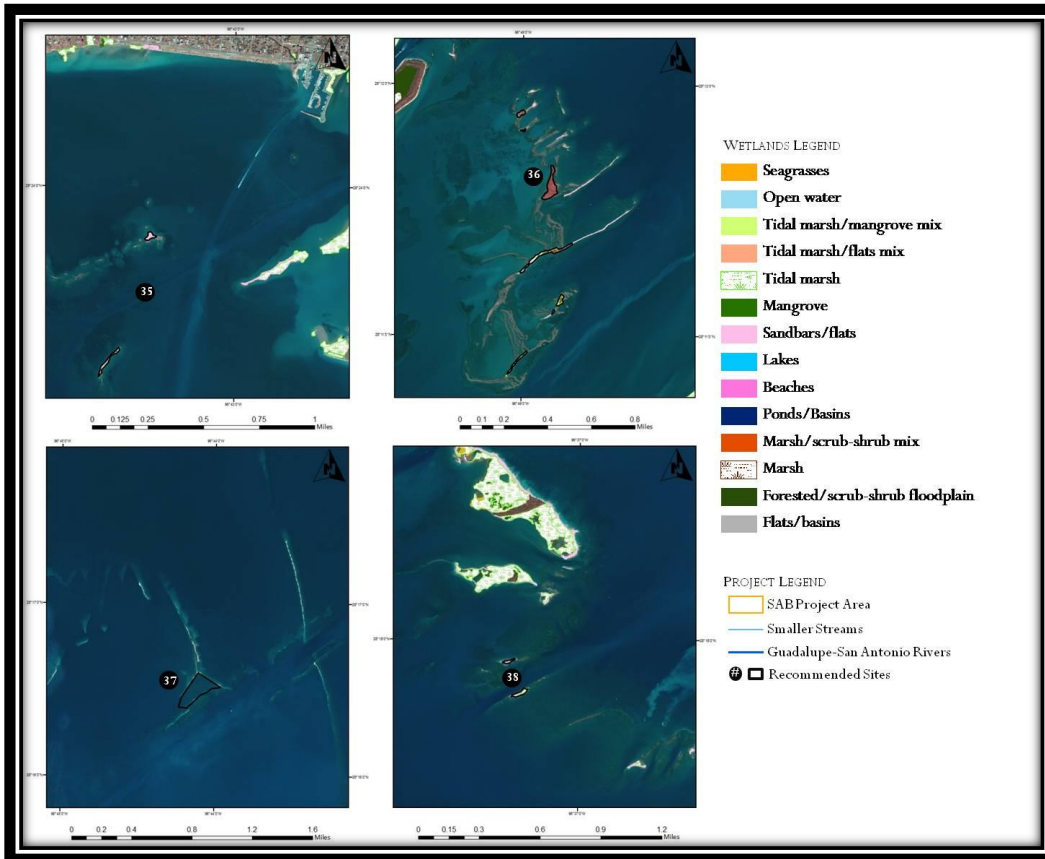 35
0 0.125 0.25 0.5 0.75 1
Miles
36
0 0.1 0.2 0.4 0.6 0.8
Miles
37
0 0.2 0.4 0.8 1.2 1.6
Miles
38
0 0.15 0.3 0.6 0.9 1.2
Miles
WETLANDS LEGEND
Seagrasses
Open water
Tidal marsh/mangrove mix
Tidal marsh/flats mix
Tidal marsh
Mangrove
Sandbars/flats
Lakes
Beaches
Ponds/Basins
Marsh/scrub-shrub mix
Marsh
Forested/scrub-shrub floodplain
Flats/basins
PROJECT LEGEND
SAB Project Area
Smaller Streams
Guadalupe-San Antonio Rivers
# Recommended Sites